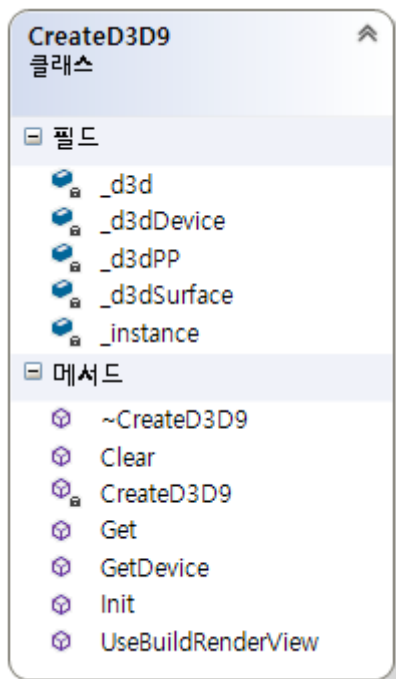 CreateD3D9
클래스
필드
_d3d
_d3dDevice
_d3dPP
_d3dSurface
_instance
메서드
~CreateD3D9
Clear
CreateD3D9
Get
GetDevice
Init
UseBuildRenderView